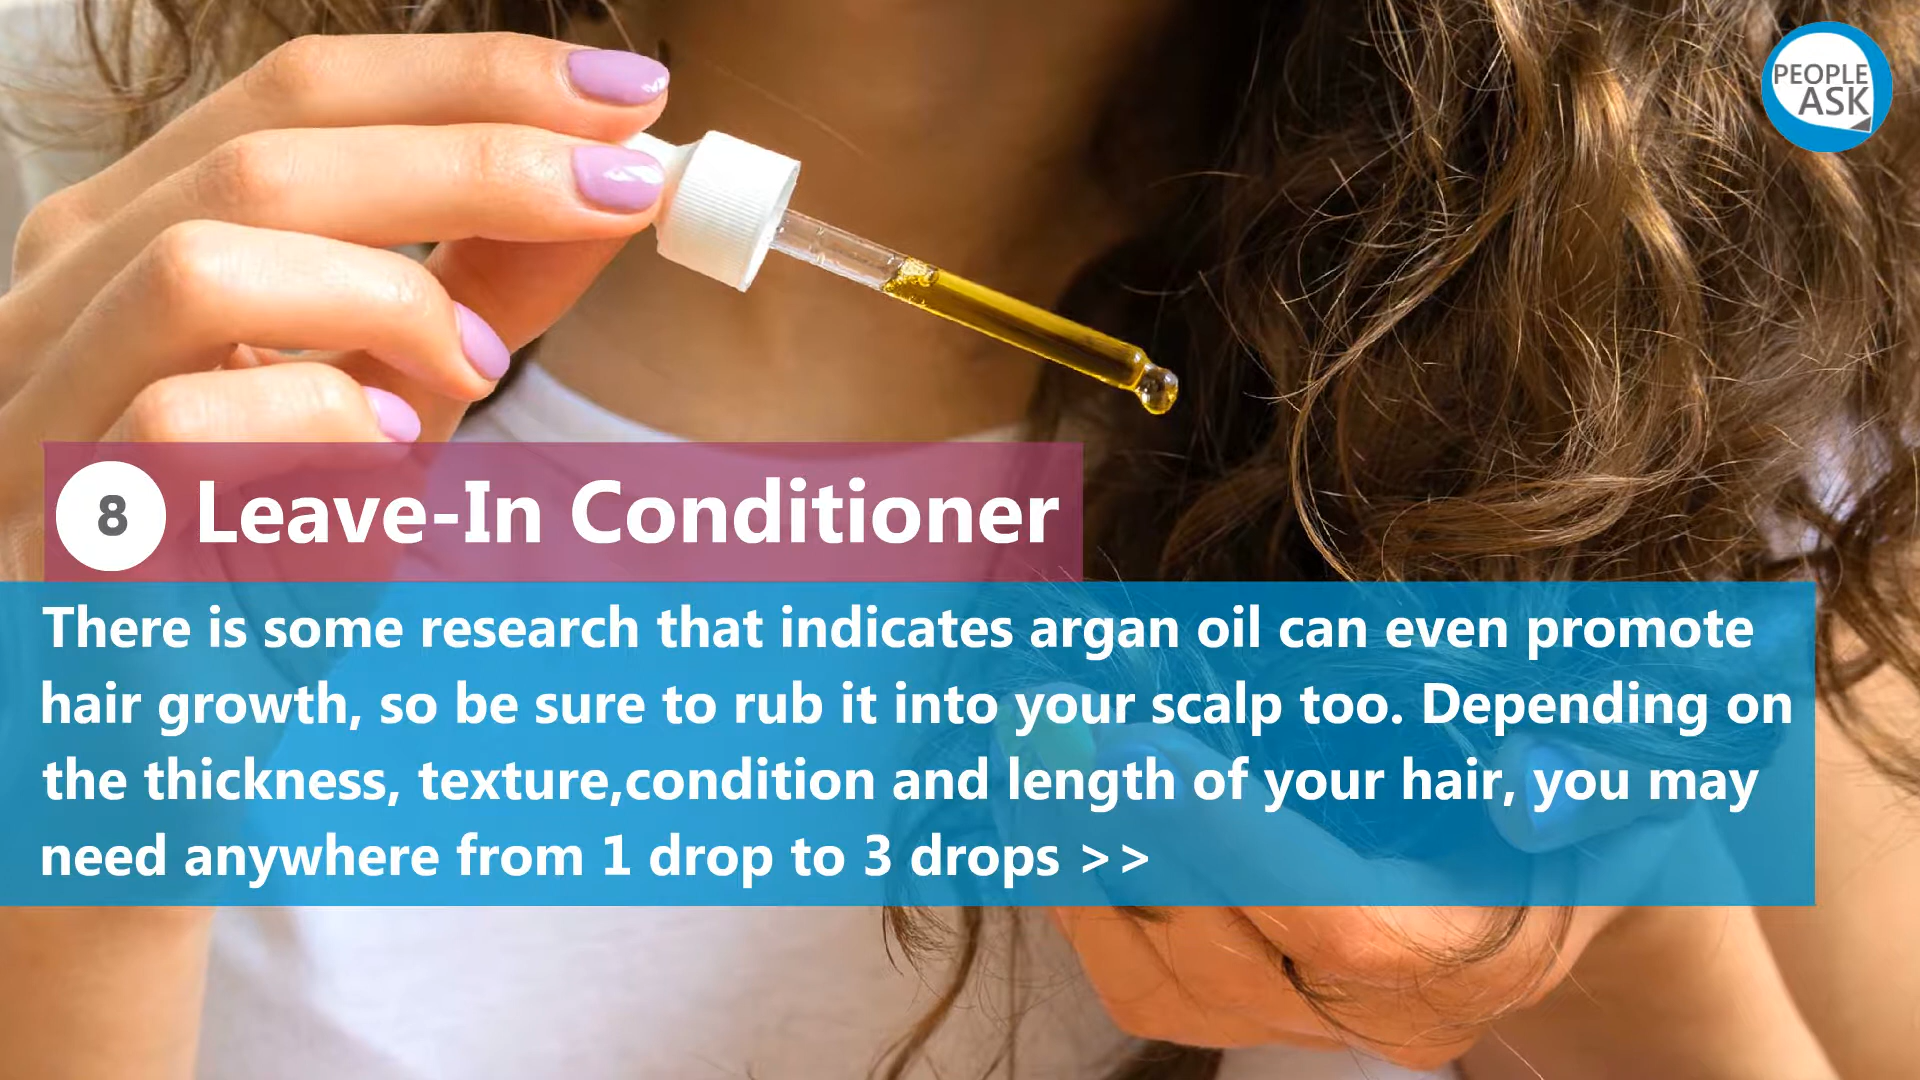 PEOPLE
ASK
8 Leave-In Conditioner
There is some research that indicates argan oil can even promote
hair growth, so be sure to rub it into your scalp too. Depending on
the thickness, texture,condition and length of your hair, you may
need anywhere from 1 drop to 3 drops >>